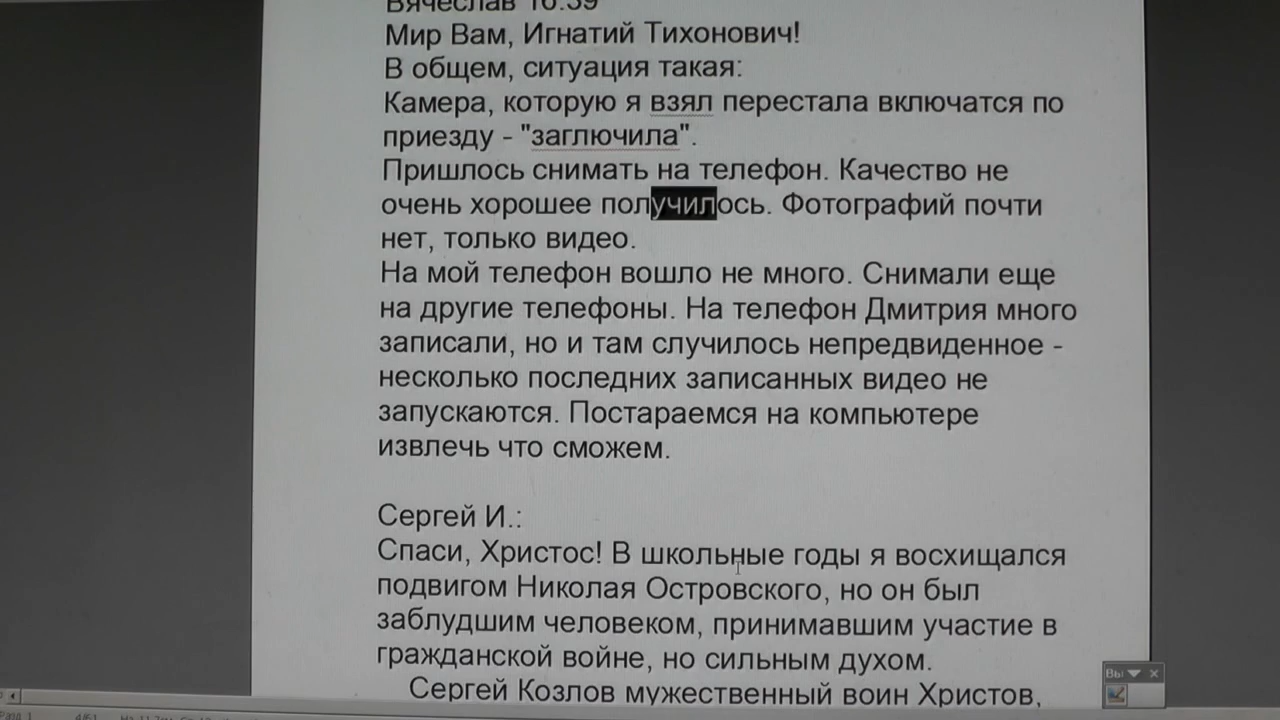 Вячеслав 16:39
Мир Вам, Игнатий Тихонович!
В общем, ситуация такая:
Камера, которую я взял перестала включатся по
приезду - "заглючила".
Пришлось снимать на телефон. Качество не
очень хорошее получилось. Фотографий почти
нет, только видео.
На мой телефон вошло не много. Снимали еще
на другие телефоны. На телефон Дмитрия много
записали, но и там случилось непредвиденное -
несколько последних записанных видео не
запускаются. Постараемся на компьютере
извлечь что сможем.
Сергей И.:
Спаси, Христос! В школьные годы я восхищался
подвигом Николая Островского, но он был
заблудшим человеком, принимавшим участие в
гражданской войне, но сильным духом.
Сергей Козлов мужественный воин Христов,
Вы